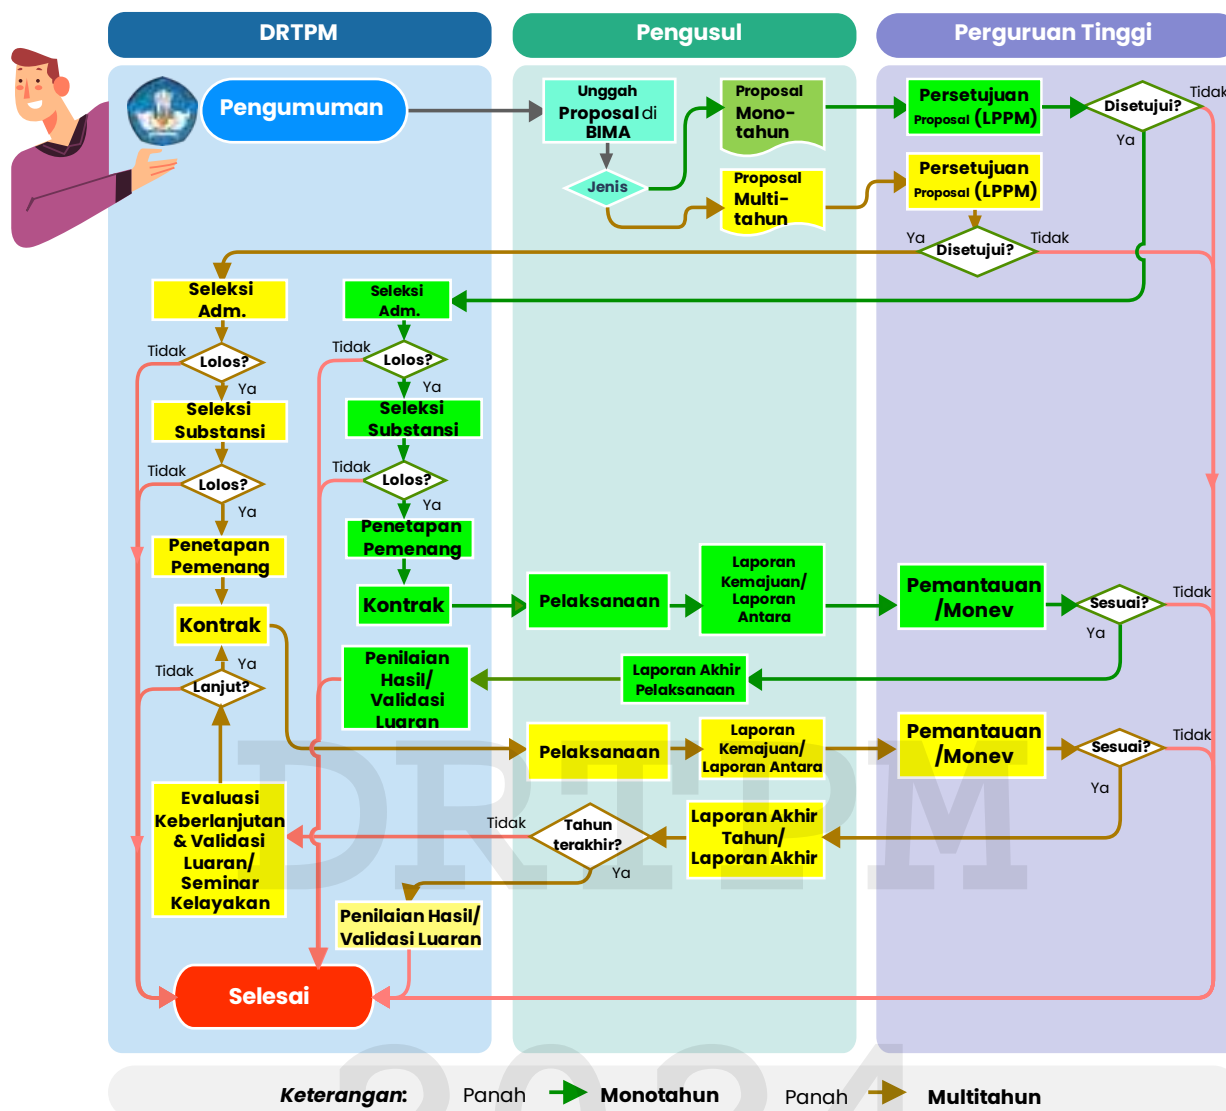 DRTPM
Pengusul
Perguruan Tinggi
Pengumuman
Unggah
Proposal di
BIMA
Jenis
Proposal
Mono-
tahun
Proposal
Multi-
tahun
Persetujuan
Proposal (LPPM)
Disetujui?
Tidak
Ya
Persetujuan
Proposal (LPPM)
Ya
Disetujui?
Tidak
Seleksi
Adm.
Tidak
Lolos?
Ya
Seleksi
Substansi
Tidak
Lolos?
Ya
Penetapan
Pemenang
Kontrak
Tidak
Ya
Lanjut?
Evaluasi
Keberlanjutan
& Validasi
Luaran/
Seminar
Kelayakan
Seleksi
Adm.
Tidak
Lolos?
Ya
Seleksi
Substansi
Tidak
Lolos?
Ya
Penetapan
Pemenang
Kontrak
Pelaksanaan
Laporan
Kemajuan/
Laporan
Antara
Pemantauan
/Monev
Sesuai?
Tidak
Ya
Laporan Akhir
Pelaksanaan
Penilaian
Hasil/
Validasi
Luaran
Pelaksanaan
Laporan
Kemajuan/
Laporan Antara
Pemantauan
/Monev
Sesuai?
Tidak
Ya
Laporan Akhir
Tahun/
Laporan Akhir
Tahun
terakhir?
Tidak
Ya
Penilaian Hasil/
Validasi Luaran
Selesai
DRTPM
2024
Keterangan: Panah Monotahun Panah Multitahun